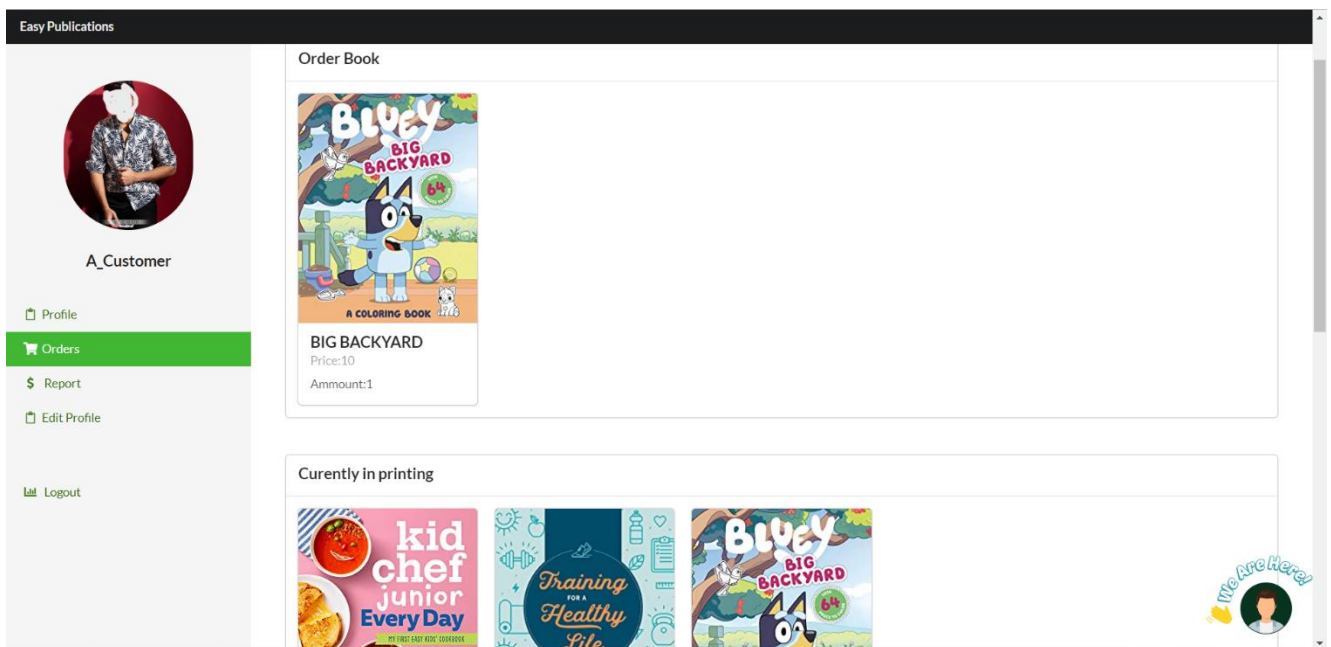 Easy Publications
A_Customer
Profile
Orders
$ Report
Edit Profile
Logout
Order Book
BLUEY
BIG
BACKYARD
64
A COLORING BOOK
BIG BACKYARD
Price:10
Ammount:1
Curently in printing
kid
chef
junior
Every Day
MY FIRST EASY KIDS' COOKBOOK
Training
FOR A
Healthy
Life
BLUEY
BIG
BACKYARD
64
We Are Here!